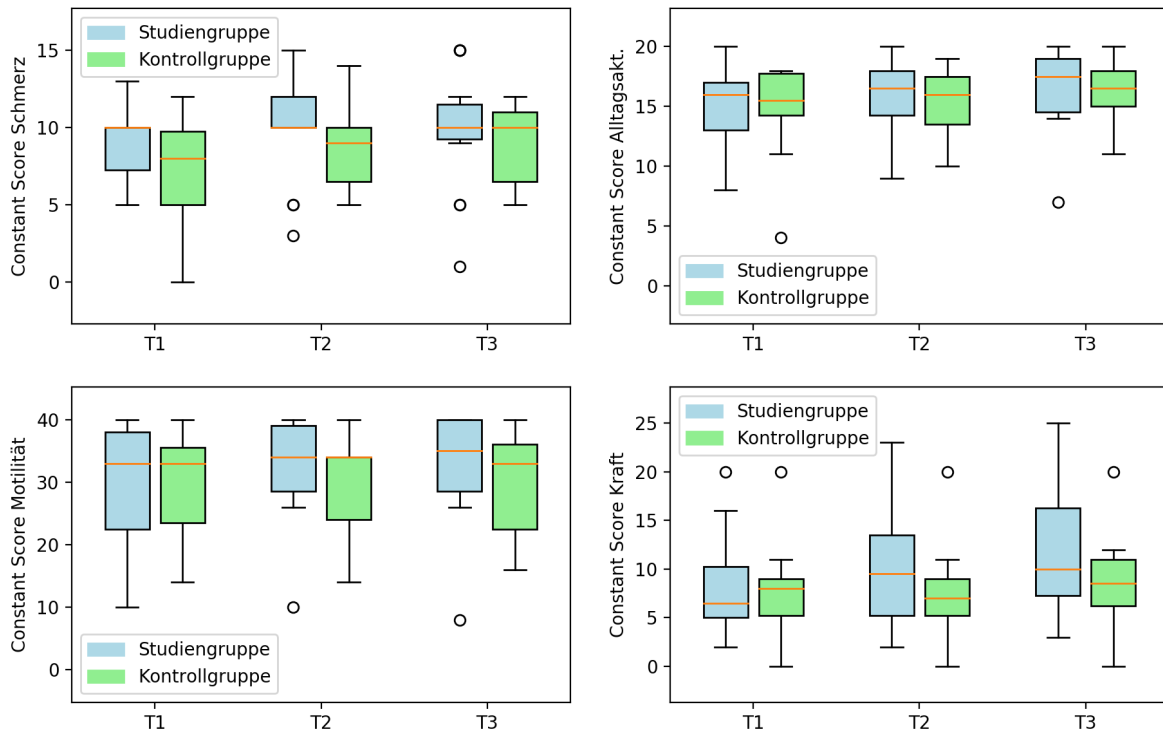 Constant Score Schmerz
15
10
5
0
Studiengruppe
Kontrollgruppe
T1
T2
T3
Constant Score Alltagsakt.
20
15
10
5
0
Studiengruppe
Kontrollgruppe
T1
T2
T3
Constant Score Motilität
40
30
20
10
0
Studiengruppe
Kontrollgruppe
T1
T2
T3
Constant Score Kraft
25
20
15
10
5
0
Studiengruppe
Kontrollgruppe
T1
T2
T3